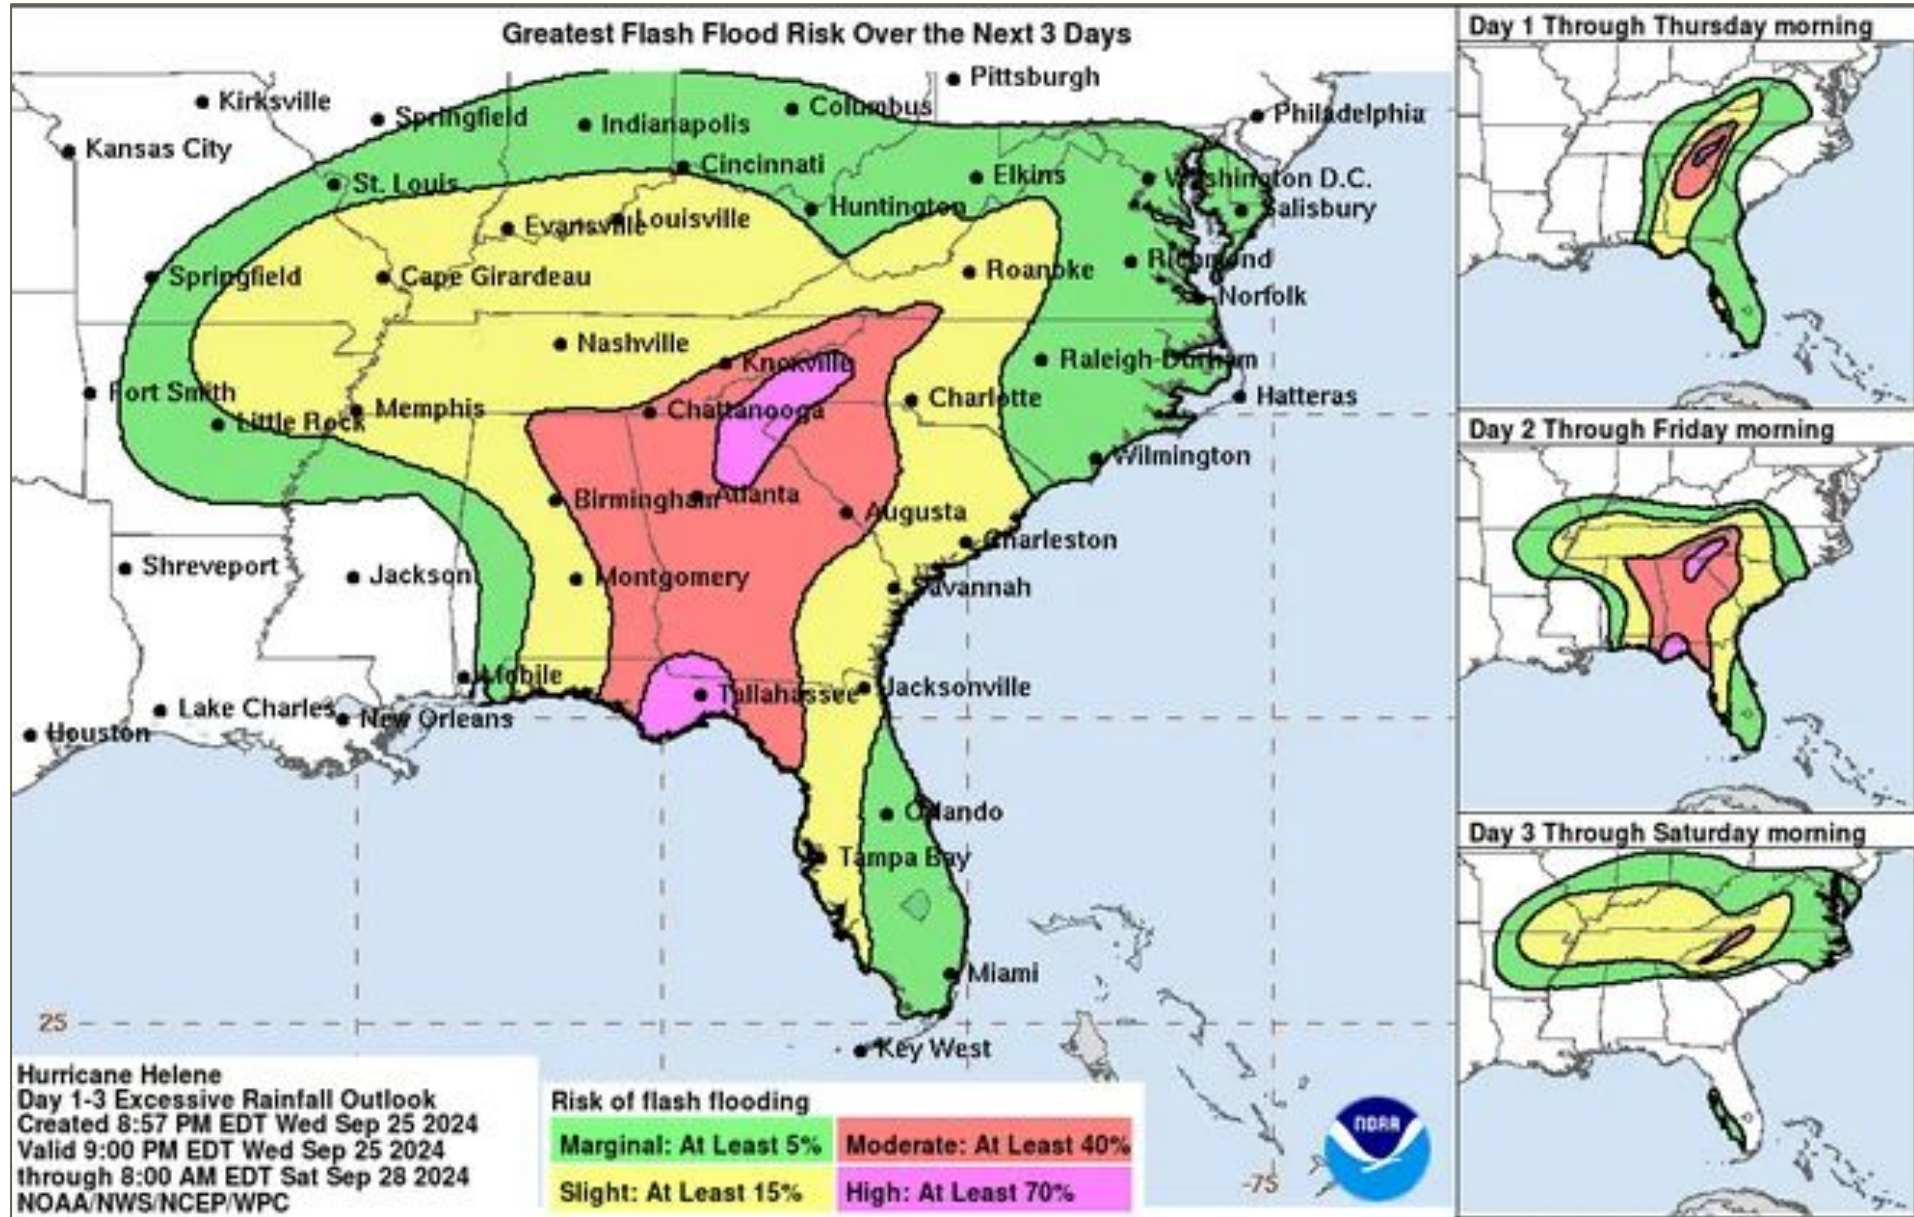 Greatest Flash Flood Risk Over the Next 3 Days
Pittsburgh
Kirksville
Columbus
Springfield
Indianapolis
Philadelphia
Kansas City
Cincinnati
St. Louis
Elkins
Washington D.C.
Huntington
Salisbury
Evansville
Louisville
Richmond
Springfield
Cape Girardeau
Roanoke
Norfolk
Nashville
Knoxville
Raleigh-Durham
Fort Smith
Memphis
Chattanooga
Charlotte
Hatteras
Little Rock
Wilmington
Birmingham
Atlanta
Augusta
Charleston
Shreveport
Jackson
Montgomery
Savannah
Mobile
Tallahassee
Jacksonville
Lake Charles
New Orleans
Houston
Orlando
Tampa Bay
Miami
25
Key West
-75
Hurricane Helene
Day 1-3 Excessive Rainfall Outlook
Created 8:57 PM EDT Wed Sep 25 2024
Valid 9:00 PM EDT Wed Sep 25 2024
through 8:00 AM EDT Sat Sep 28 2024
NOAA/NWS/NCEP/WPC
Risk of flash flooding
Marginal: At Least 5%
Moderate: At Least 40%
Slight: At Least 15%
High: At Least 70%
NOAA
Day 1 Through Thursday morning
Day 2 Through Friday morning
Day 3 Through Saturday morning